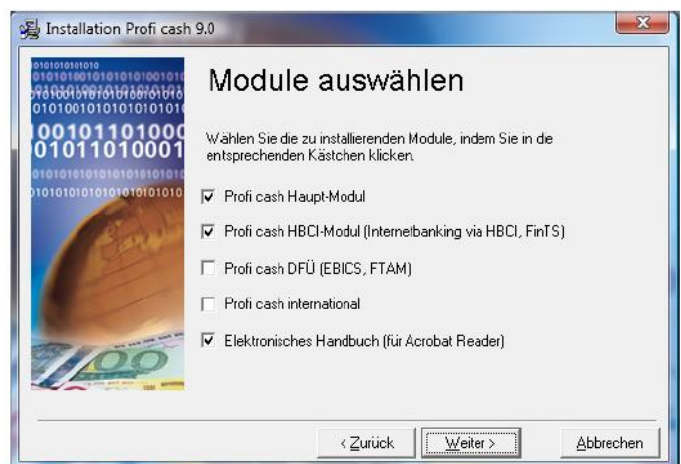 Installation Profi cash 9.0
Module auswählen
Wählen Sie die zu installierenden Module, indem Sie in die
entsprechenden Kästchen klicken.
Profi cash Haupt-Modul
Profi cash HBCI-Modul (Internetbanking via HBCI, FinTS)
Profi cash DFÜ (EBICS, FTAM)
Profi cash international
Elektronisches Handbuch (für Acrobat Reader)
< Zurück
Weiter >
Abbrechen